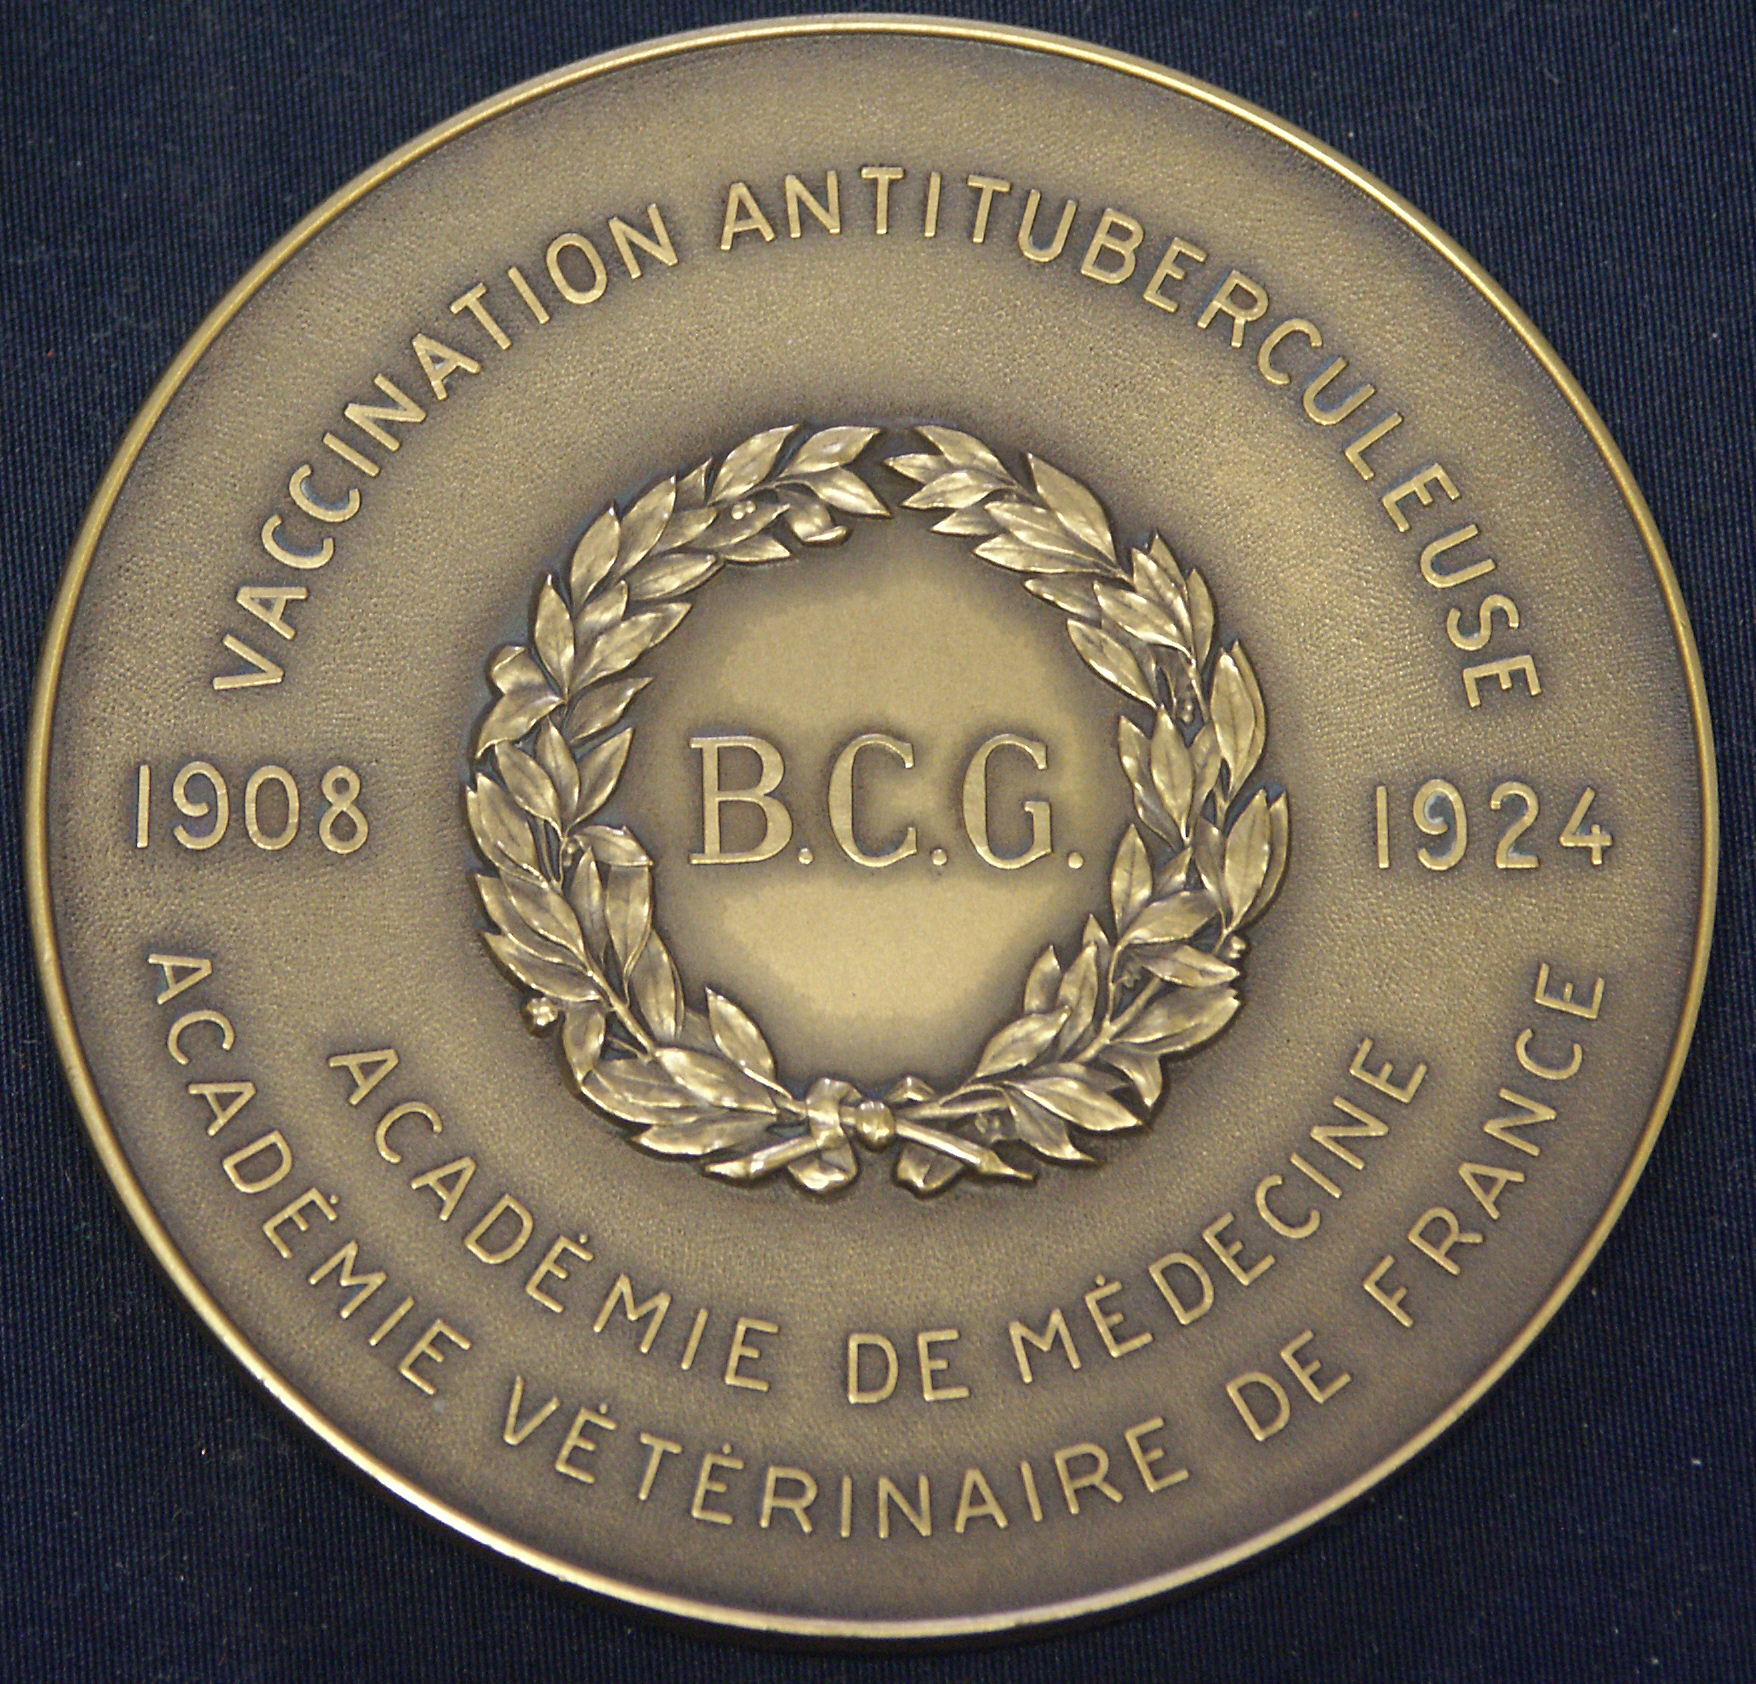 VACCINATION ANTITUBERCULEUSE
B.C.G.
1908
1924
ACADÉMIE DE MÉDECINE
ACADÉMIE VÉTÉRINAIRE DE FRANCE